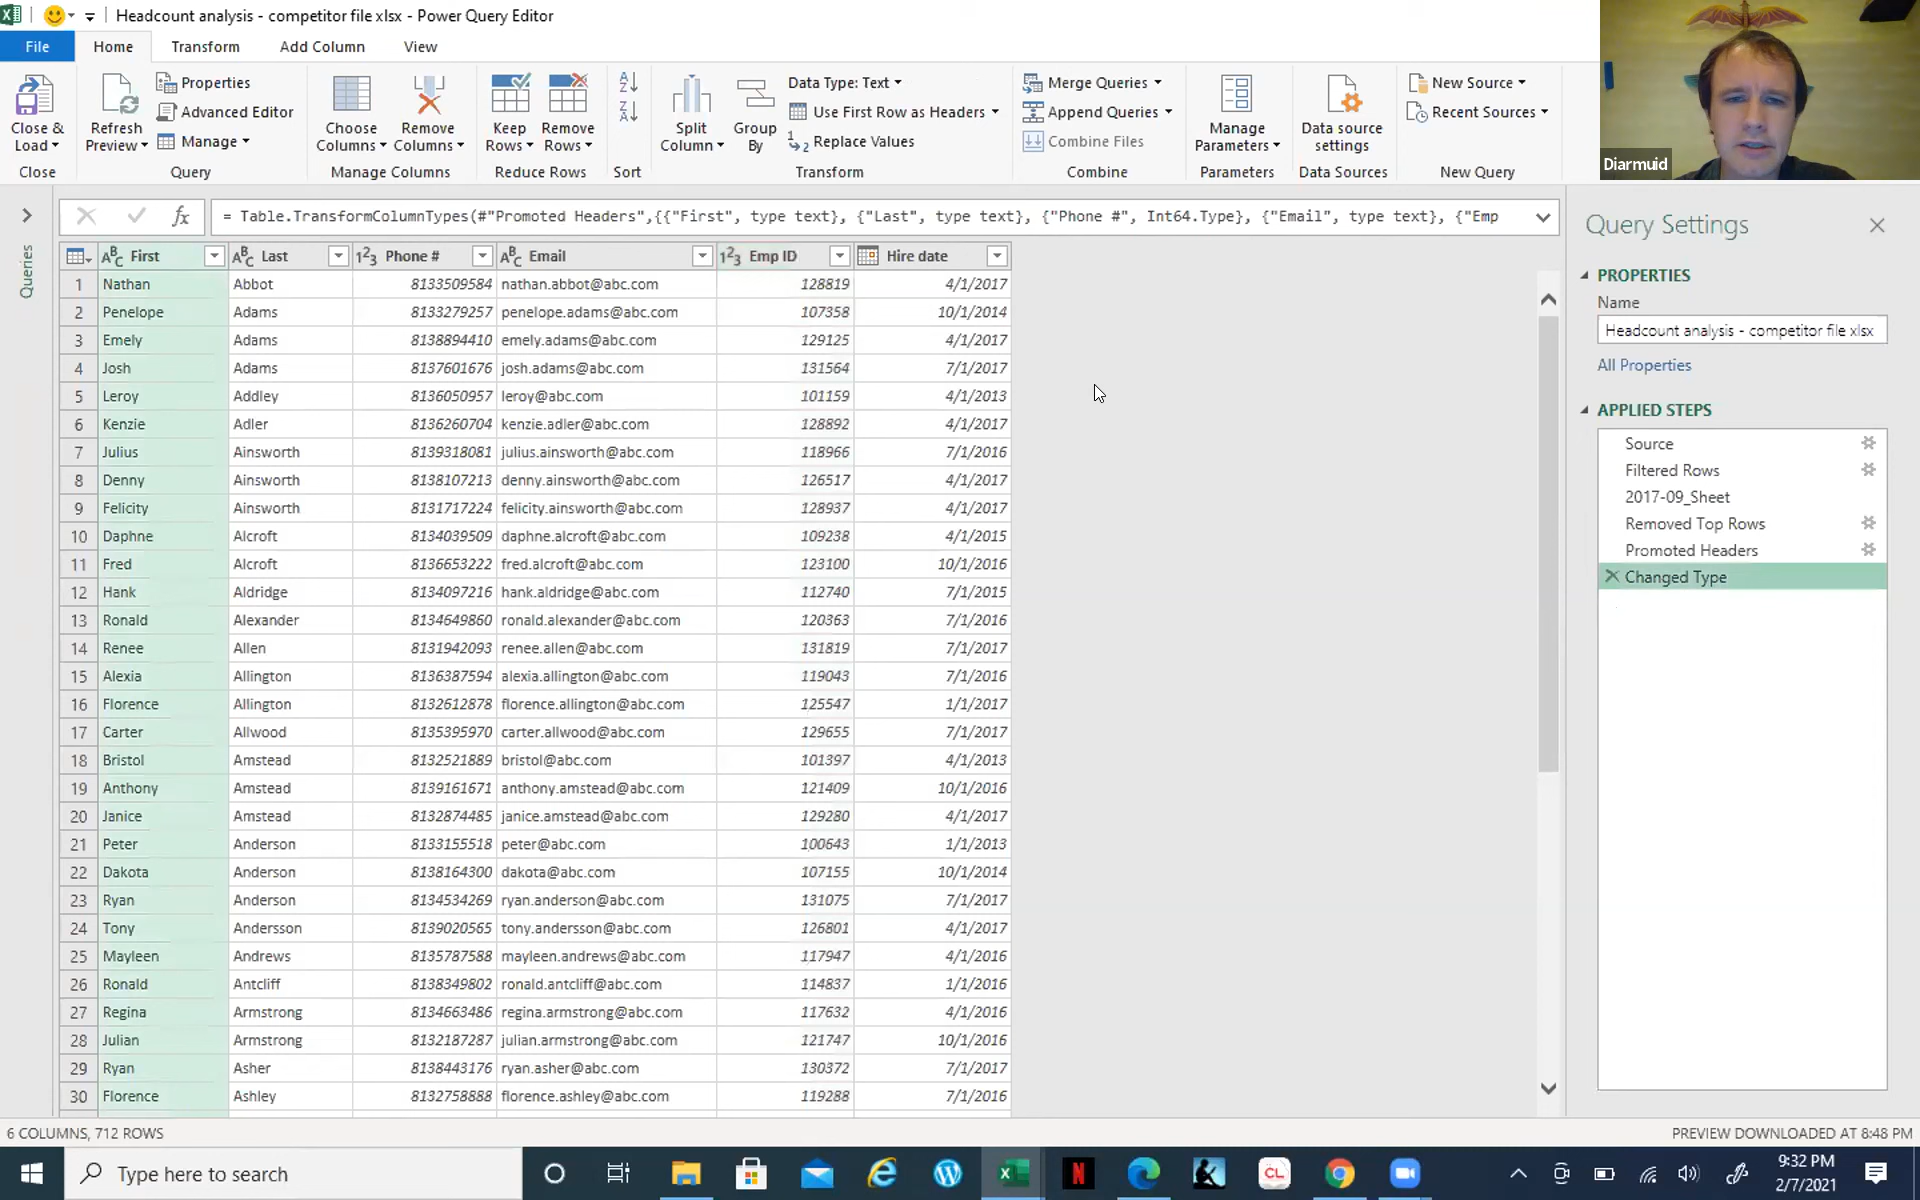 Headcount analysis - competitor file xlsx - Power Query Editor
File Home Transform Add Column View
Close & Load
Close
Refresh Preview
Properties
Advanced Editor
Manage
Query
Choose Columns
Remove Columns
Manage Columns
Keep Rows
Remove Rows
Reduce Rows
Sort
Split Column
Group By
Data Type: Text
Use First Row as Headers
Replace Values
Transform
Merge Queries
Append Queries
Combine Files
Combine
Manage Parameters
Parameters
Data source settings
Data Sources
New Source
Recent Sources
New Query
Diarmuid
Queries
fx = Table.TransformColumnTypes(#"Promoted Headers",{{"First", type text}, {"Last", type text}, {"Phone #", Int64.Type}, {"Email", type text}, {"Emp
First Last Phone # Email Emp ID Hire date
1 Nathan Abbot 8133509584 nathan.abbot@abc.com 128819 4/1/2017
2 Penelope Adams 8133279257 penelope.adams@abc.com 107358 10/1/2014
3 Emely Adams 8138894410 emely.adams@abc.com 129125 4/1/2017
4 Josh Adams 8137601676 josh.adams@abc.com 131564 7/1/2017
5 Leroy Addley 8136050957 leroy@abc.com 101159 4/1/2013
6 Kenzie Adler 8136260704 kenzie.adler@abc.com 128892 4/1/2017
7 Julius Ainsworth 8139318081 julius.ainsworth@abc.com 118966 7/1/2016
8 Denny Ainsworth 8138107213 denny.ainsworth@abc.com 126517 4/1/2017
9 Felicity Ainsworth 8131717224 felicity.ainsworth@abc.com 128937 4/1/2017
10 Daphne Alcroft 8134039509 daphne.alcroft@abc.com 109238 4/1/2015
11 Fred Alcroft 8136653222 fred.alcroft@abc.com 123100 10/1/2016
12 Hank Aldridge 8134097216 hank.aldridge@abc.com 112740 7/1/2015
13 Ronald Alexander 8134649860 ronald.alexander@abc.com 120363 7/1/2016
14 Renee Allen 8131942093 renee.allen@abc.com 131819 7/1/2017
15 Alexia Allington 8136387594 alexia.allington@abc.com 119043 7/1/2016
16 Florence Allington 8132612878 florence.allington@abc.com 125547 1/1/2017
17 Carter Allwood 8135395970 carter.allwood@abc.com 129655 7/1/2017
18 Bristol Amstead 8132521889 bristol@abc.com 101397 4/1/2013
19 Anthony Amstead 8139161671 anthony.amstead@abc.com 121409 10/1/2016
20 Janice Amstead 8132874485 janice.amstead@abc.com 129280 4/1/2017
21 Peter Anderson 8133155518 peter@abc.com 100643 1/1/2013
22 Dakota Anderson 8138164300 dakota@abc.com 107155 10/1/2014
23 Ryan Anderson 8134534269 ryan.anderson@abc.com 131075 7/1/2017
24 Tony Andersson 8139020565 tony.andersson@abc.com 126801 4/1/2017
25 Mayleen Andrews 8135787588 mayleen.andrews@abc.com 117947 4/1/2016
26 Ronald Antcliff 8138349802 ronald.antcliff@abc.com 114837 1/1/2016
27 Regina Armstrong 8134663486 regina.armstrong@abc.com 117632 4/1/2016
28 Julian Armstrong 8132187287 julian.armstrong@abc.com 121747 10/1/2016
29 Ryan Asher 8138443176 ryan.asher@abc.com 130372 7/1/2017
30 Florence Ashley 8132758888 florence.ashley@abc.com 119288 7/1/2016
Query Settings
PROPERTIES
Name
Headcount analysis - competitor file xlsx
All Properties
APPLIED STEPS
Source
Filtered Rows
2017-09_Sheet
Removed Top Rows
Promoted Headers
Changed Type
6 COLUMNS, 712 ROWS
PREVIEW DOWNLOADED AT 8:48 PM
Type here to search
9:32 PM
2/7/2021